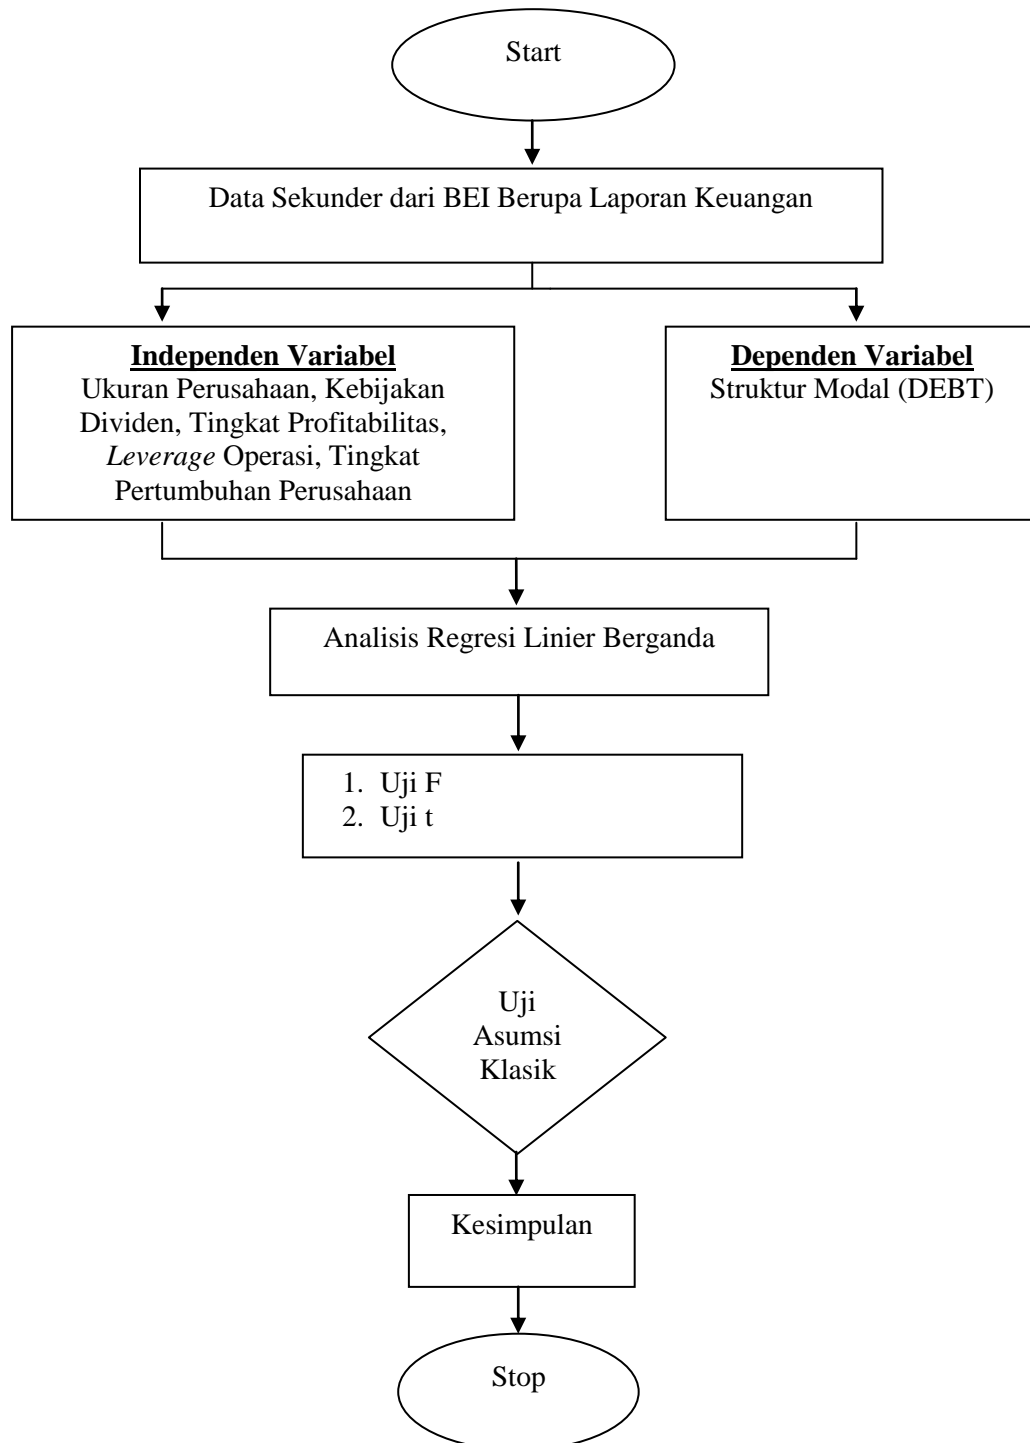 Start
Data Sekunder dari BEI Berupa Laporan Keuangan
Independen Variabel
Ukuran Perusahaan, Kebijakan
Dividen, Tingkat Profitabilitas,
Leverage Operasi, Tingkat
Pertumbuhan Perusahaan
Dependen Variabel
Struktur Modal (DEBT)
Analisis Regresi Linier Berganda
1. Uji F
2. Uji t
Uji
Asumsi
Klasik
Kesimpulan
Stop